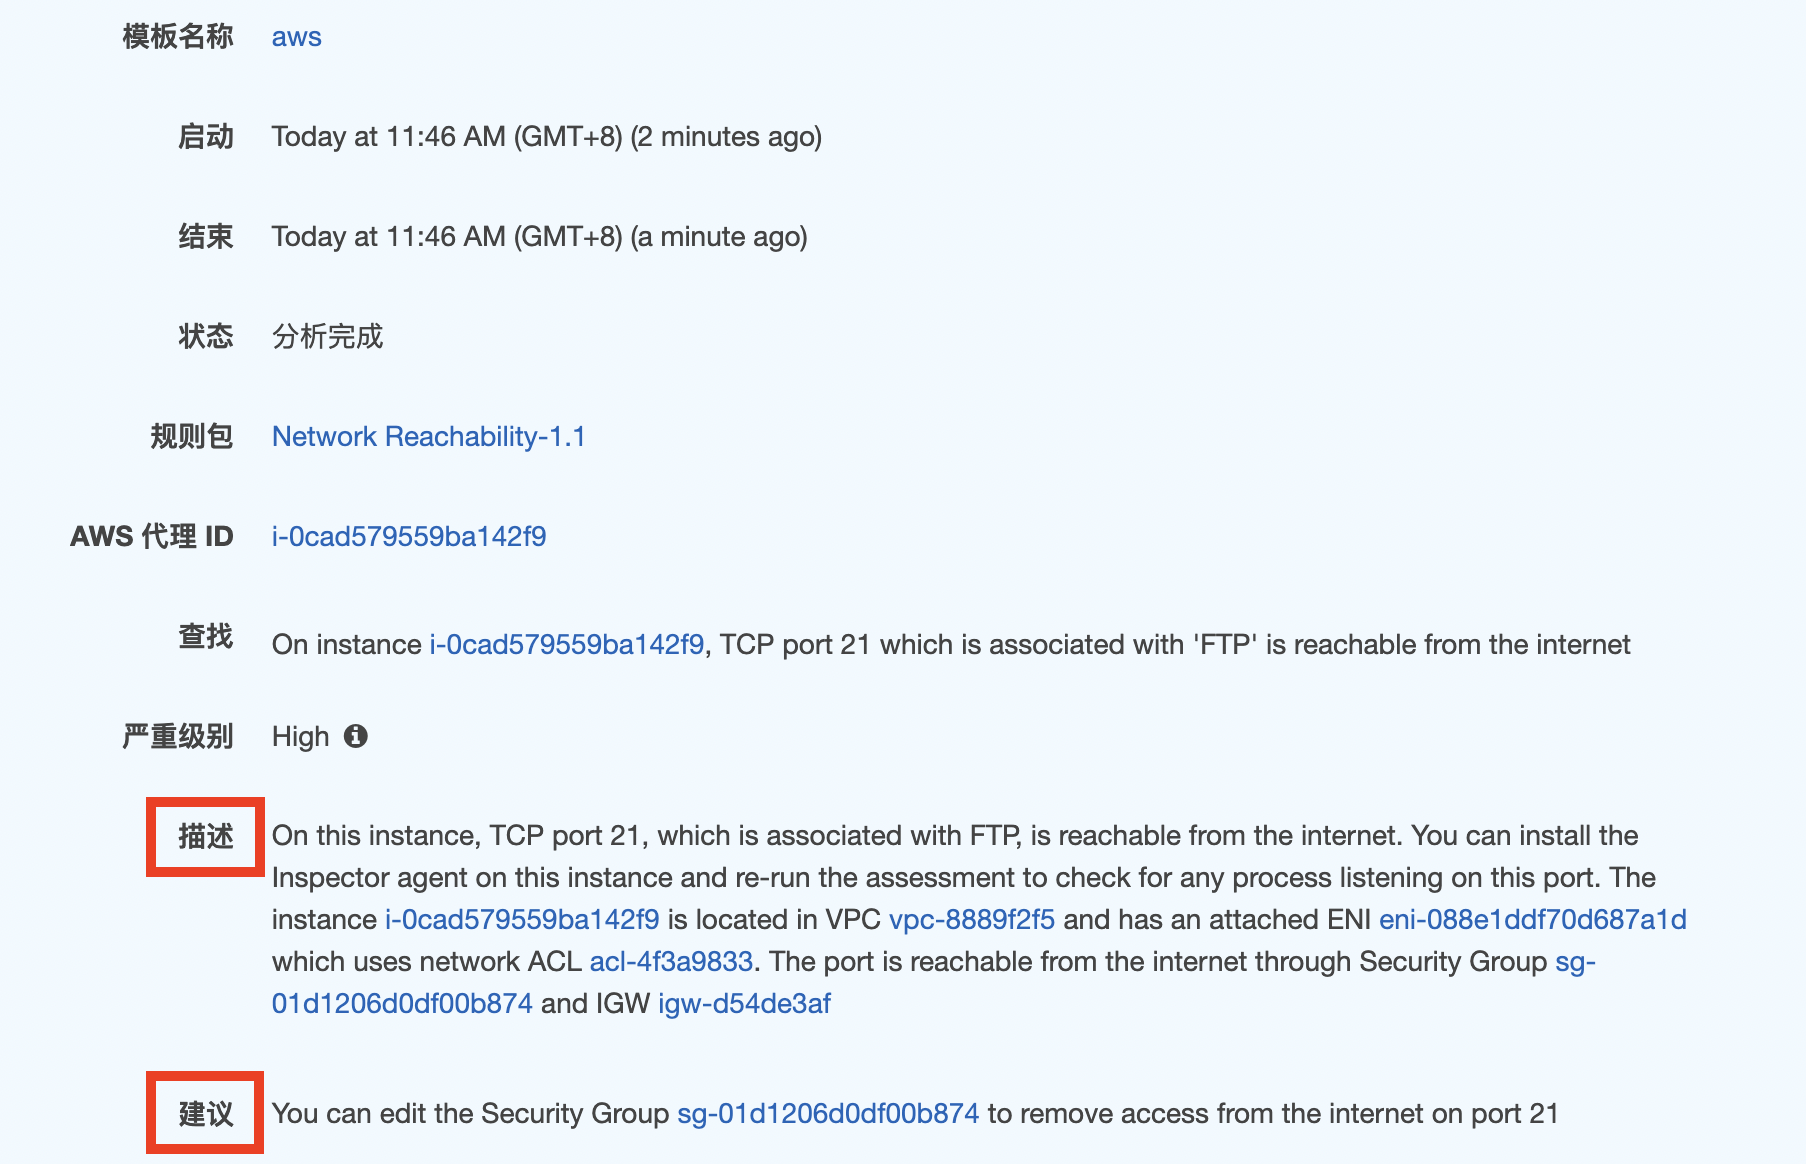 模板名称 aws
启动 Today at 11:46 AM (GMT+8) (2 minutes ago)
结束 Today at 11:46 AM (GMT+8) (a minute ago)
状态 分析完成
规则包 Network Reachability-1.1
AWS 代理 ID i-0cad579559ba142f9
查找 On instance i-0cad579559ba142f9, TCP port 21 which is associated with 'FTP' is reachable from the internet
严重级别 High
描述 On this instance, TCP port 21, which is associated with FTP, is reachable from the internet. You can install the
Inspector agent on this instance and re-run the assessment to check for any process listening on this port. The
instance i-0cad579559ba142f9 is located in VPC vpc-8889f2f5 and has an attached ENI eni-088e1ddf70d687a1d
which uses network ACL acl-4f3a9833. The port is reachable from the internet through Security Group sg-
01d1206d0df00b874 and IGW igw-d54de3af
建议 You can edit the Security Group sg-01d1206d0df00b874 to remove access from the internet on port 21